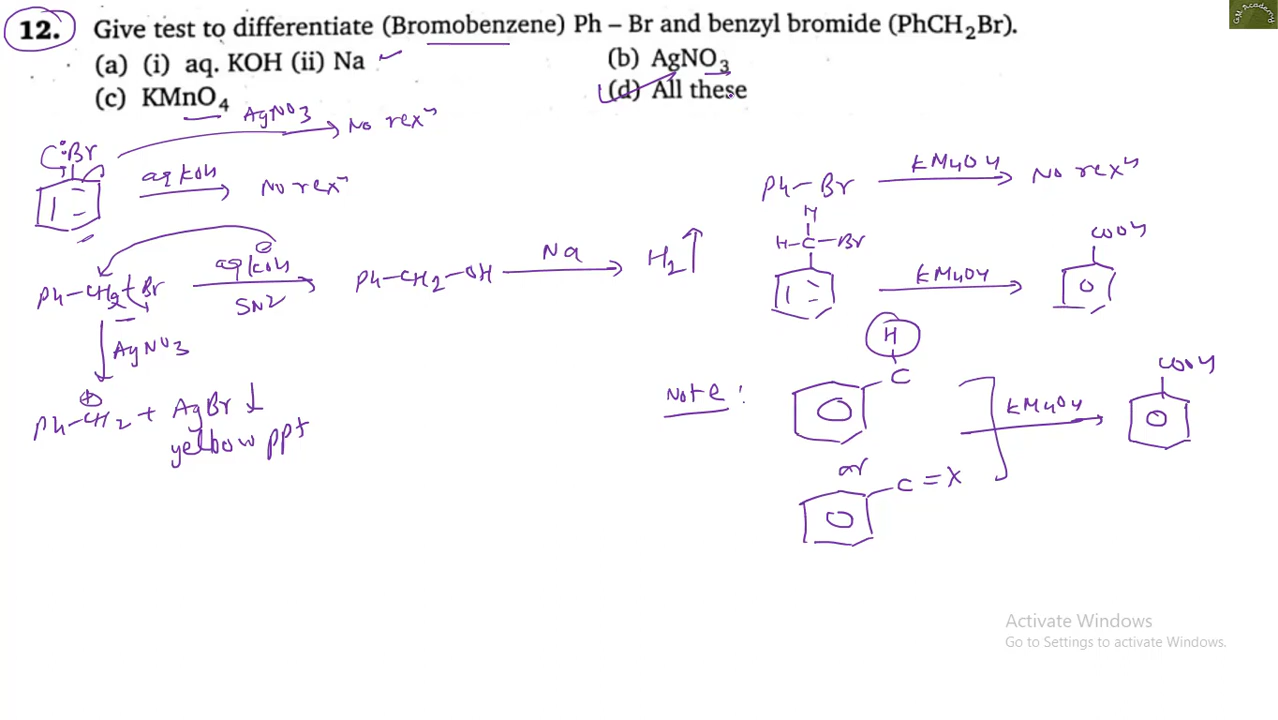 GM Academy
12. Give test to differentiate (Bromobenzene) Ph – Br and benzyl bromide (PhCH2Br).
(a) (i) aq. KOH (ii) Na
(b) AgNO3
(c) KMnO4
(d) All these
AgNO3
No rexn
C:Br
aq KOH
No rexn
Ph-CH2-Br
aq KOH
SN2
Ph-CH2-OH
Na
H2↑
AgNO3
Ph-CH2 + AgBr ↓
⊕
yellow ppt
Ph-Br
KMnO4
No rexn
H
H-C-Br
KMnO4
COOH
Note:
H
C
or
C=X
KMnO4
COOH
Activate Windows
Go to Settings to activate Windows.